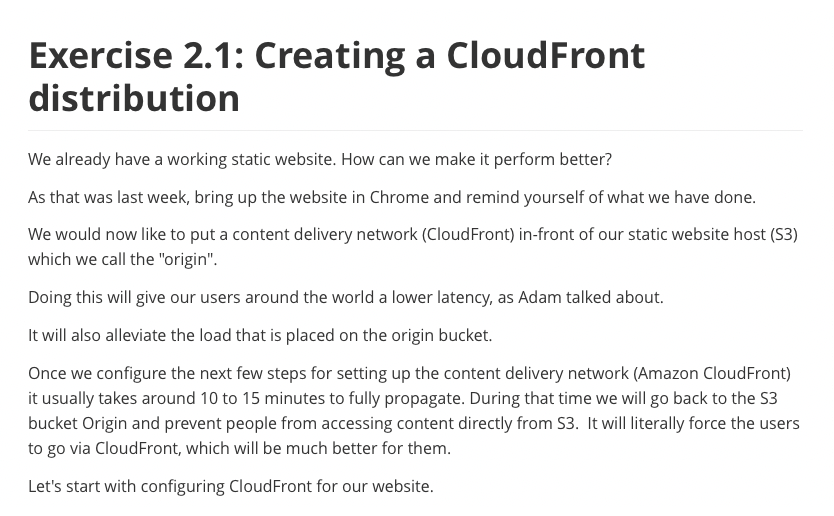 Exercise 2.1: Creating a CloudFront
distribution
We already have a working static website. How can we make it perform better?
As that was last week, bring up the website in Chrome and remind yourself of what we have done.
We would now like to put a content delivery network (CloudFront) in-front of our static website host (S3)
which we call the "origin".
Doing this will give our users around the world a lower latency, as Adam talked about.
It will also alleviate the load that is placed on the origin bucket.
Once we configure the next few steps for setting up the content delivery network (Amazon CloudFront)
it usually takes around 10 to 15 minutes to fully propagate. During that time we will go back to the S3
bucket Origin and prevent people from accessing content directly from S3.  It will literally force the users
to go via CloudFront, which will be much better for them.
Let's start with configuring CloudFront for our website.